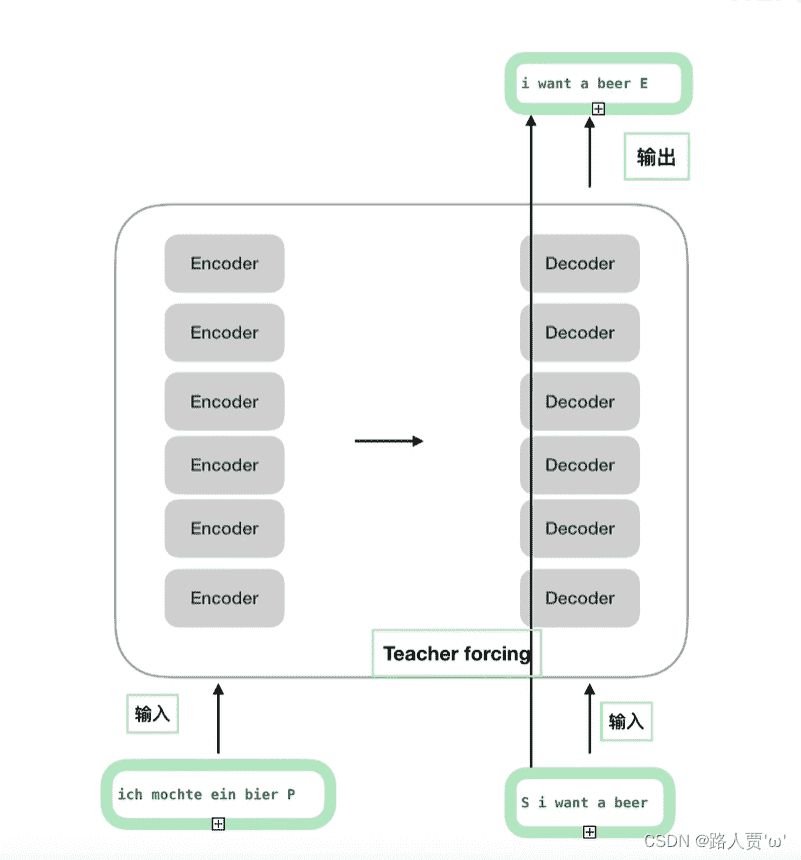 i want a beer E
输出
Encoder
Decoder
Encoder
Decoder
Encoder
Decoder
Encoder
Decoder
Encoder
Decoder
Encoder
Decoder
Teacher forcing
输入
输入
ich mochte ein bier P
S i want a beer
CSDN @路人贾'ω'